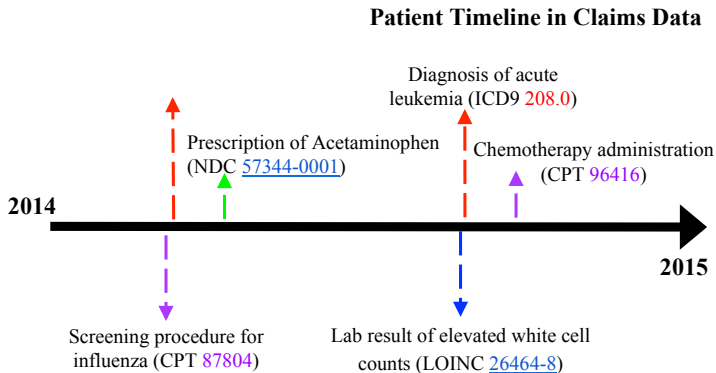 Patient Timeline in Claims Data
Diagnosis of acute
leukemia (ICD9 208.0)
Prescription of Acetaminophen
(NDC 57344-0001)
Chemotherapy administration
(CPT 96416)
2014
2015
Screening procedure for
influenza (CPT 87804)
Lab result of elevated white cell
counts (LOINC 26464-8)